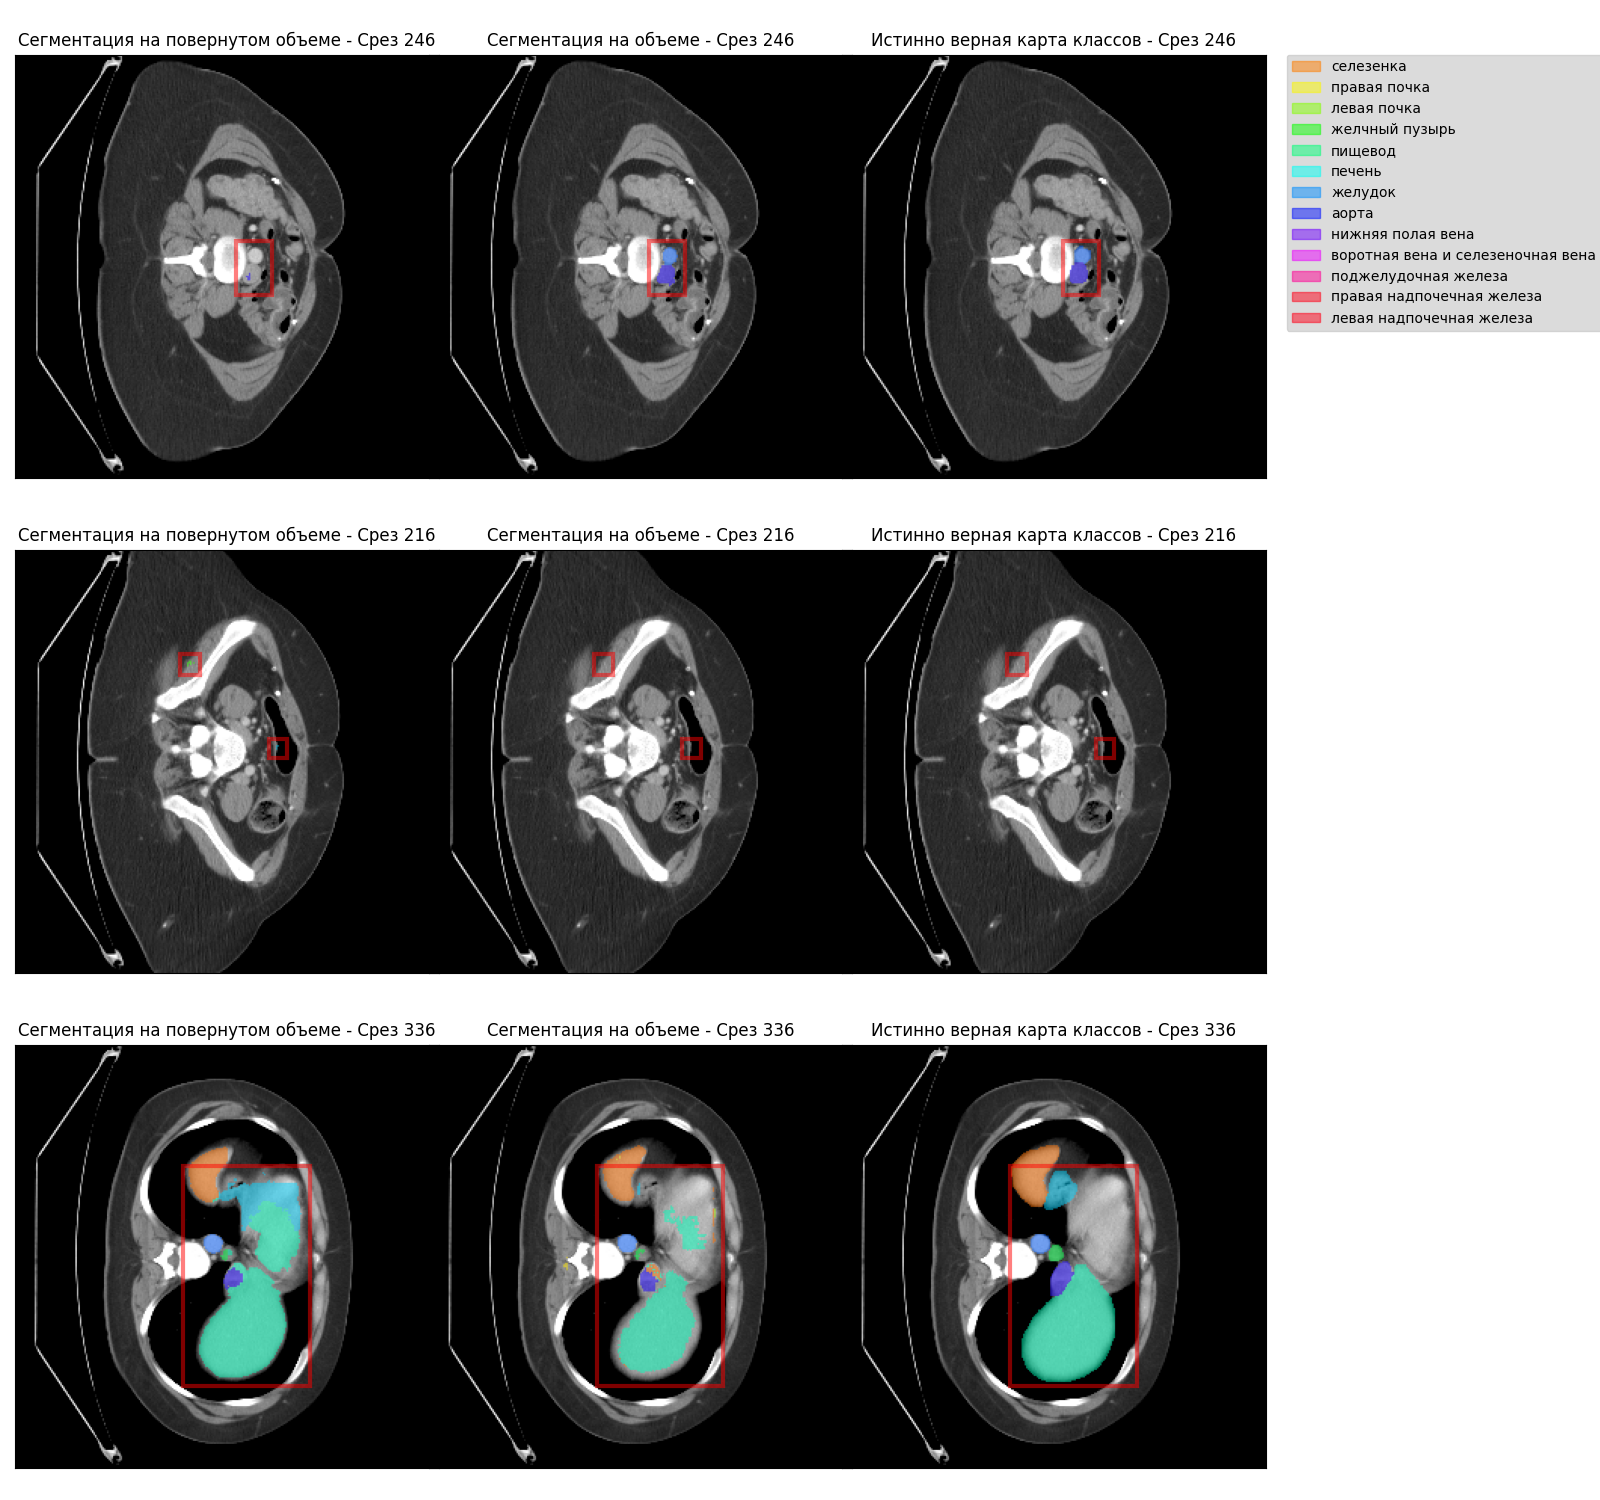 Сегментация на повернутом объеме - Срез 246
Сегментация на объеме - Срез 246
Истинно верная карта классов - Срез 246
селезенка
правая почка
левая почка
желчный пузырь
пищевод
печень
желудок
аорта
нижняя полая вена
воротная вена и селезеночная вена
поджелудочная железа
правая надпочечная железа
левая надпочечная железа
Сегментация на повернутом объеме - Срез 216
Сегментация на объеме - Срез 216
Истинно верная карта классов - Срез 216
Сегментация на повернутом объеме - Срез 336
Сегментация на объеме - Срез 336
Истинно верная карта классов - Срез 336